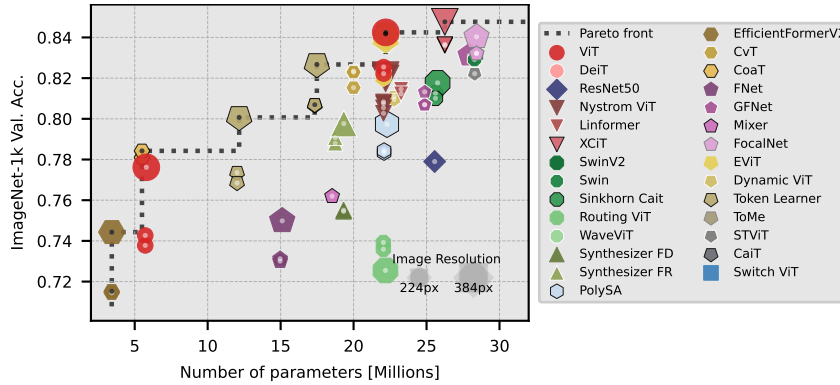 ImageNet-1k Val. Acc.
0.84
0.82
0.80
0.78
0.76
0.74
0.72
Image Resolution
224px 384px
5 10 15 20 25 30
Number of parameters [Millions]
Pareto front
ViT
DeiT
ResNet50
Nystrom ViT
Linformer
XCiT
SwinV2
Swin
Sinkhorn Cait
Routing ViT
WaveViT
Synthesizer FD
Synthesizer FR
PolySA
EfficientFormerV2
CvT
CoaT
FNet
GFNet
Mixer
FocalNet
EViT
Dynamic ViT
Token Learner
ToMe
STViT
CaiT
Switch ViT